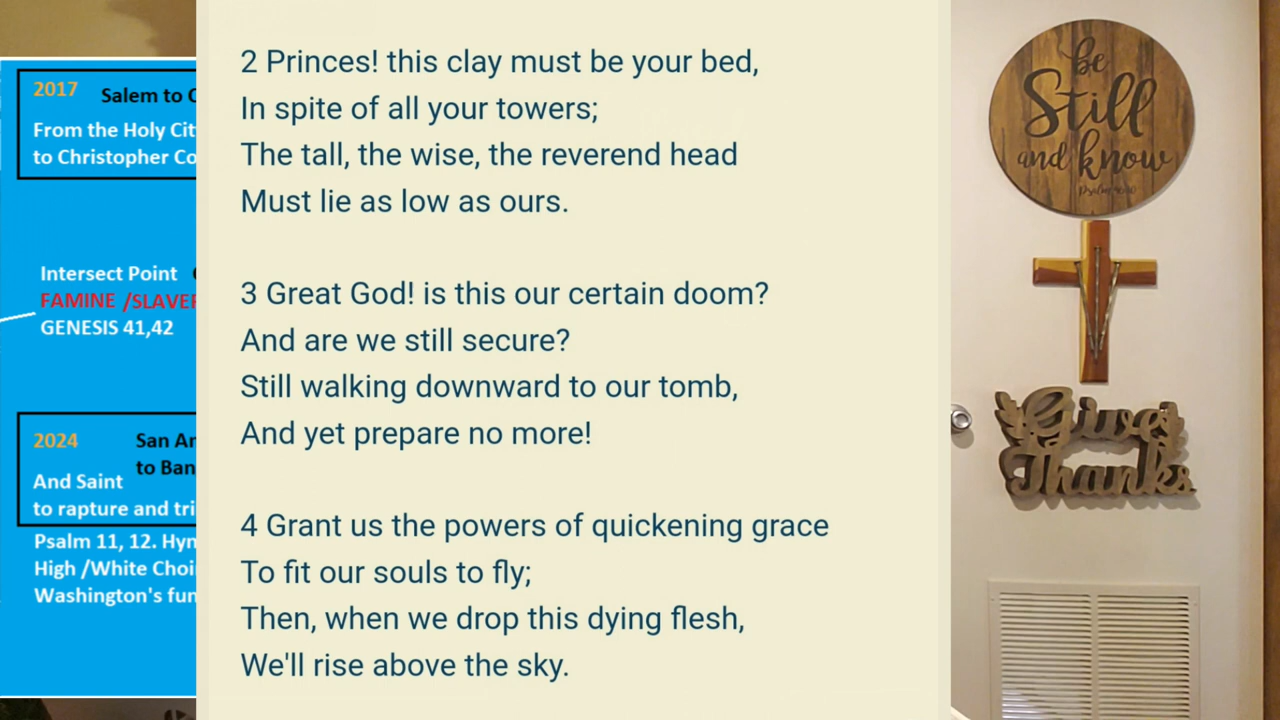 2017 Salem to C
From the Holy Cit
to Christopher Co
Intersect Point
FAMINE /SLAVER
GENESIS 41,42
2024 San An
to Ban
And Saint
to rapture and tri
Psalm 11, 12. Hyn
High /White Choi
Washington's fun
2 Princes! this clay must be your bed,
In spite of all your towers;
The tall, the wise, the reverend head
Must lie as low as ours.
3 Great God! is this our certain doom?
And are we still secure?
Still walking downward to our tomb,
And yet prepare no more!
4 Grant us the powers of quickening grace
To fit our souls to fly;
Then, when we drop this dying flesh,
We'll rise above the sky.
be
Still
and know
Give
Thanks